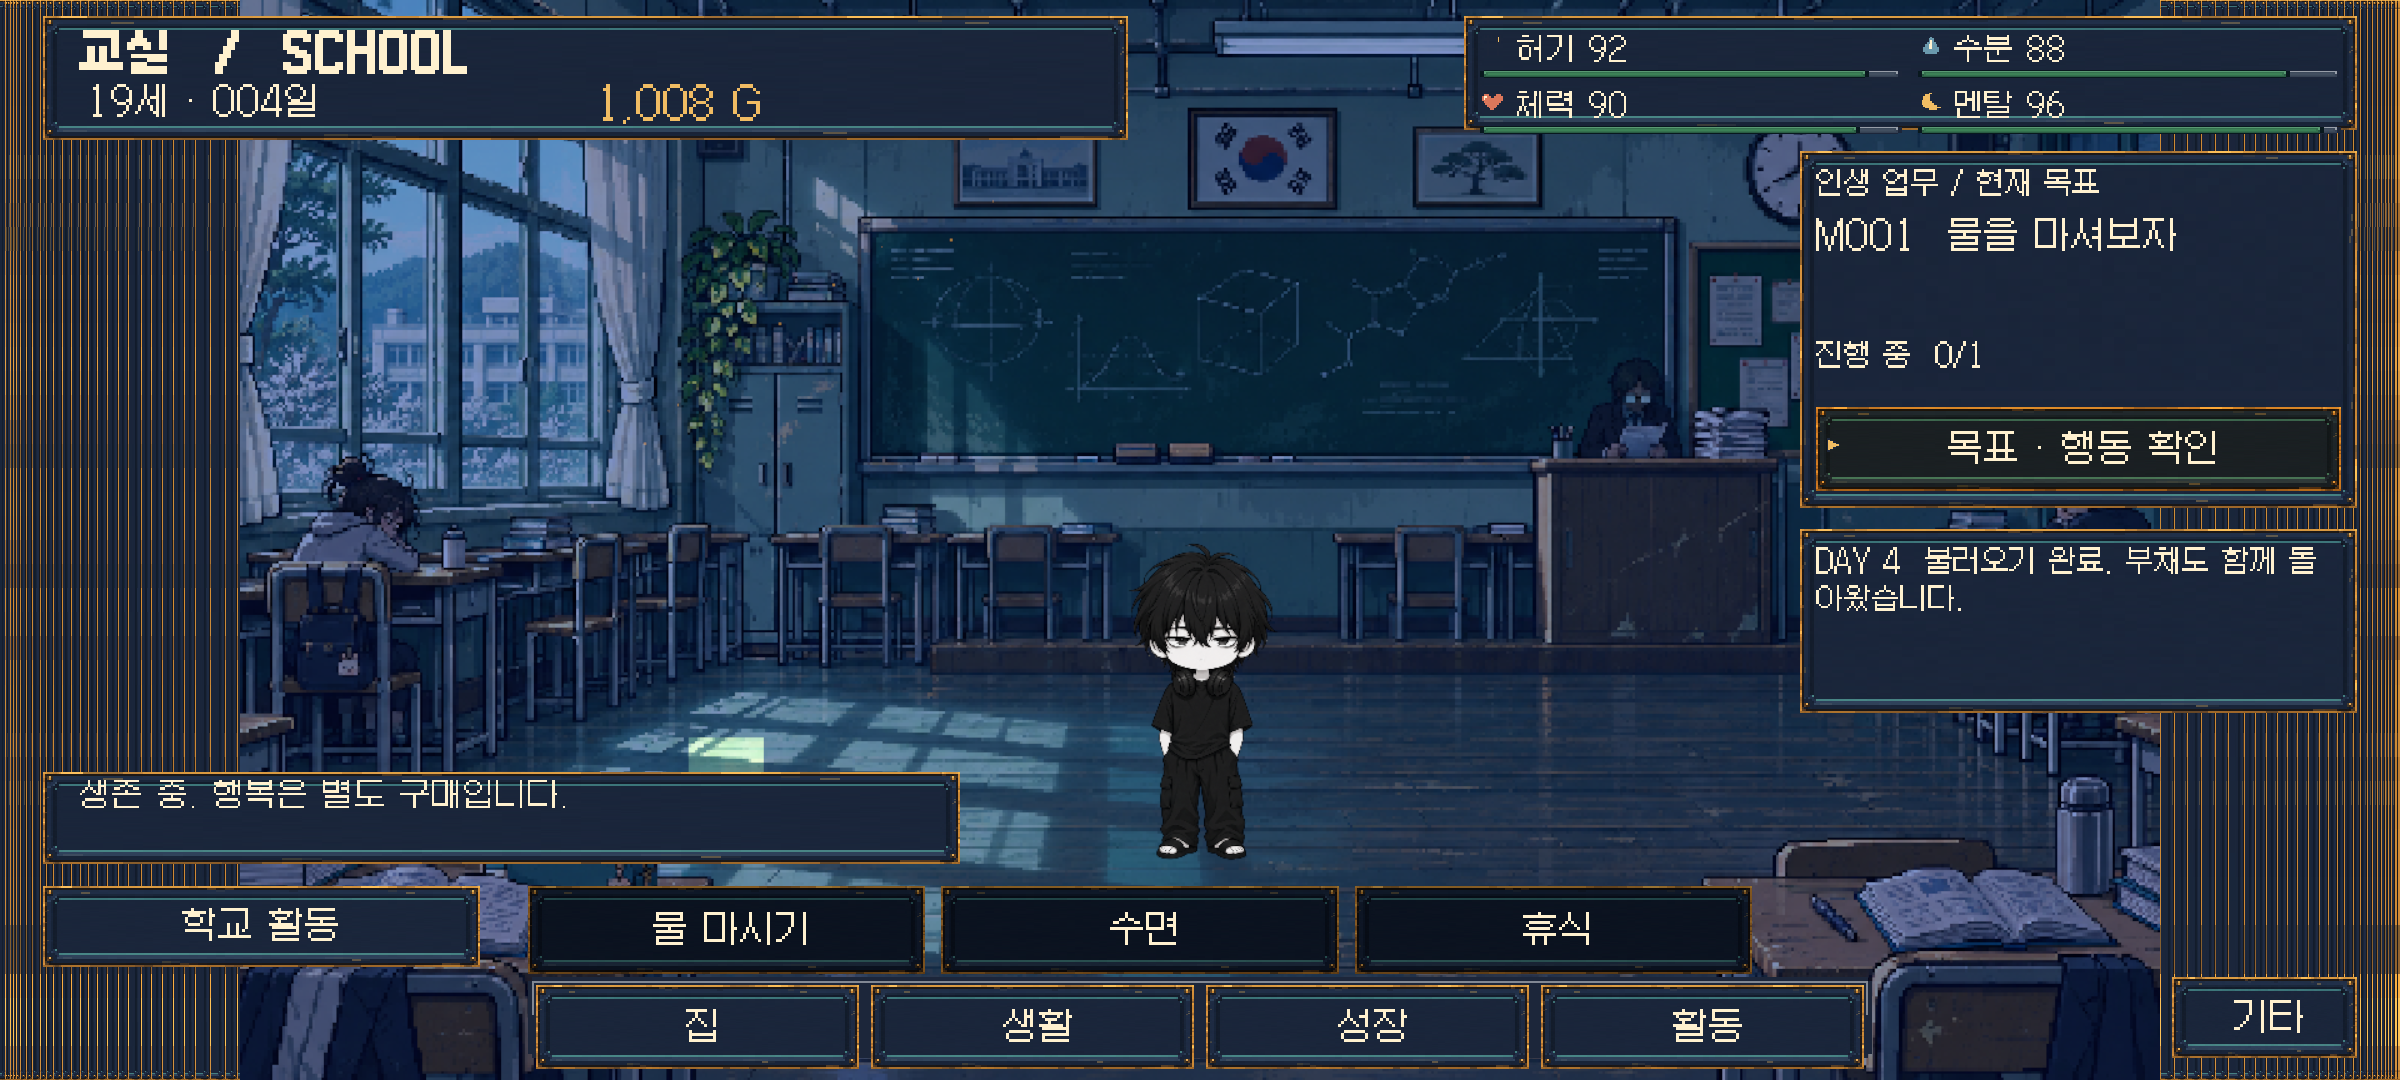 교실 / SCHOOL
19세 · 004일 1,008 G
허기 92 수분 88
체력 90 멘탈 96
인생 업무 / 현재 목표
M001 물을 마셔보자
진행 중 0/1
목표 · 행동 확인
DAY 4 불러오기 완료. 부채도 함께 돌
아왔습니다.
생존 중. 행복은 별도 구매입니다.
학교 활동 물 마시기 수면 휴식
집 생활 성장 활동 기타